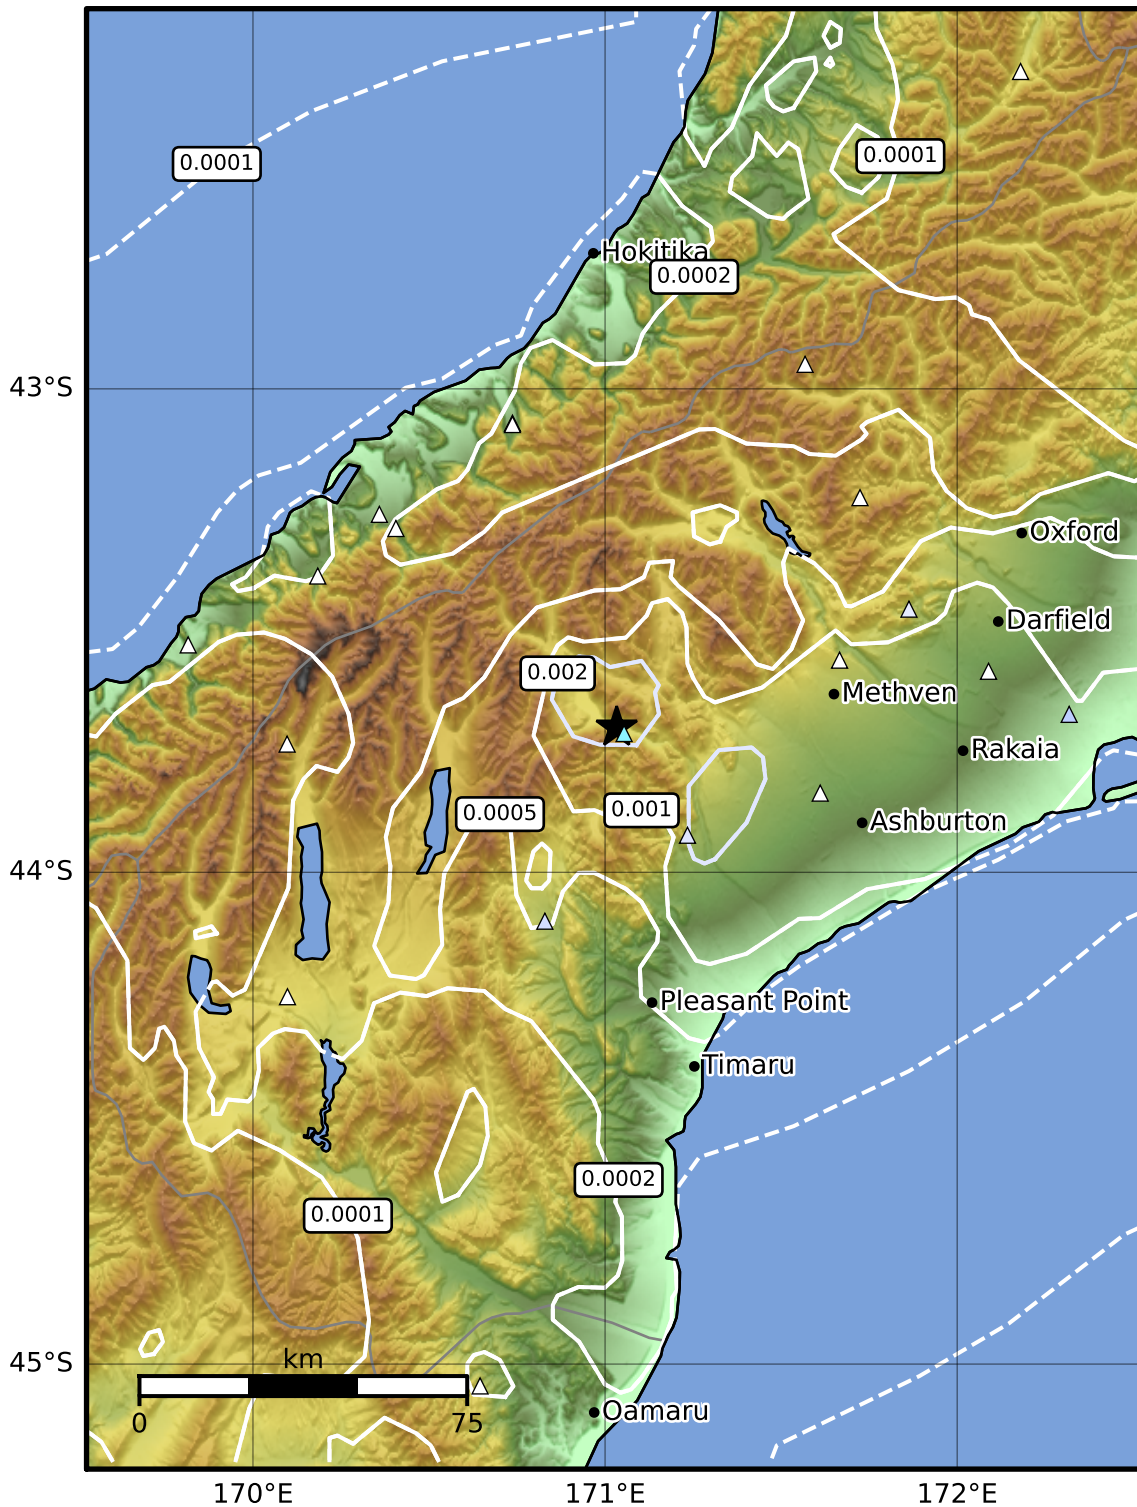 0.0001
0.0001
Hokitika
0.0002
43°S
Oxford
Darfield
0.002
Methven
Rakaia
0.0005
0.001
Ashburton
44°S
Pleasant Point
Timaru
0.0002
0.0001
km
45°S
0
75
Oamaru
170°E
171°E
172°E